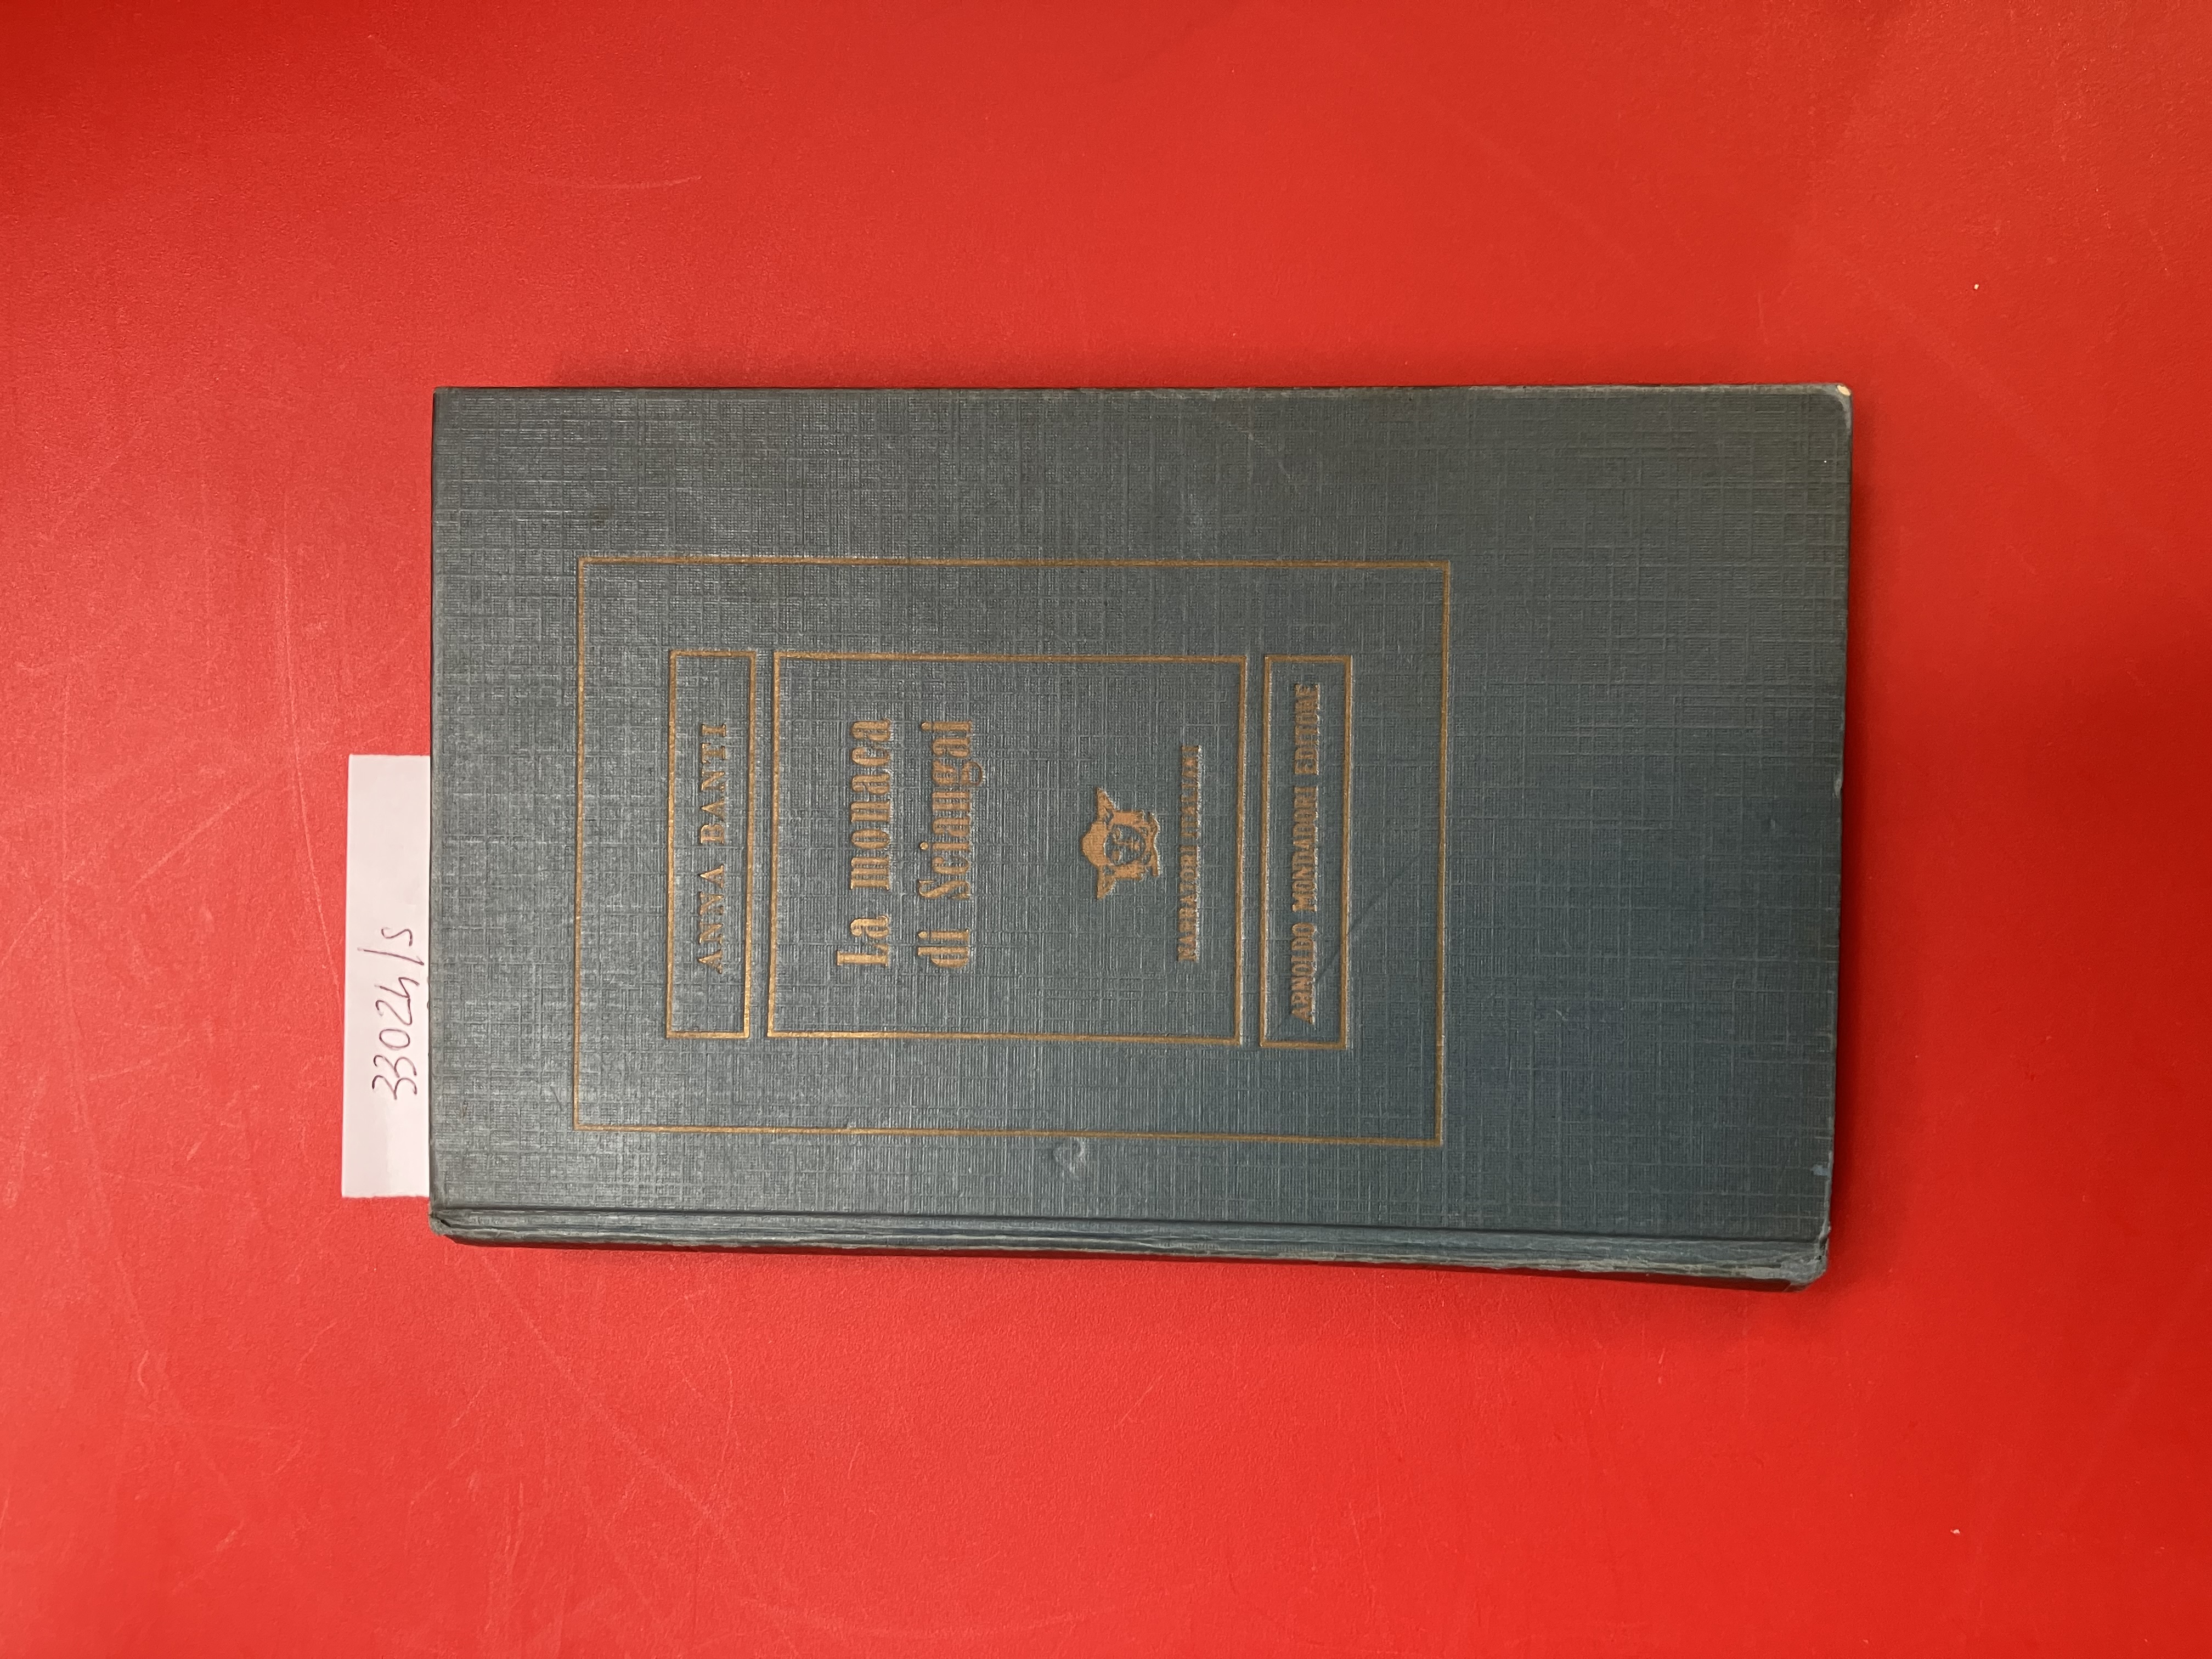 33024/s
ANNA BANTI
La monaca
di Sciangai
NARRATORI ITALIANI
ARNOLDO MONDADORI EDITORE